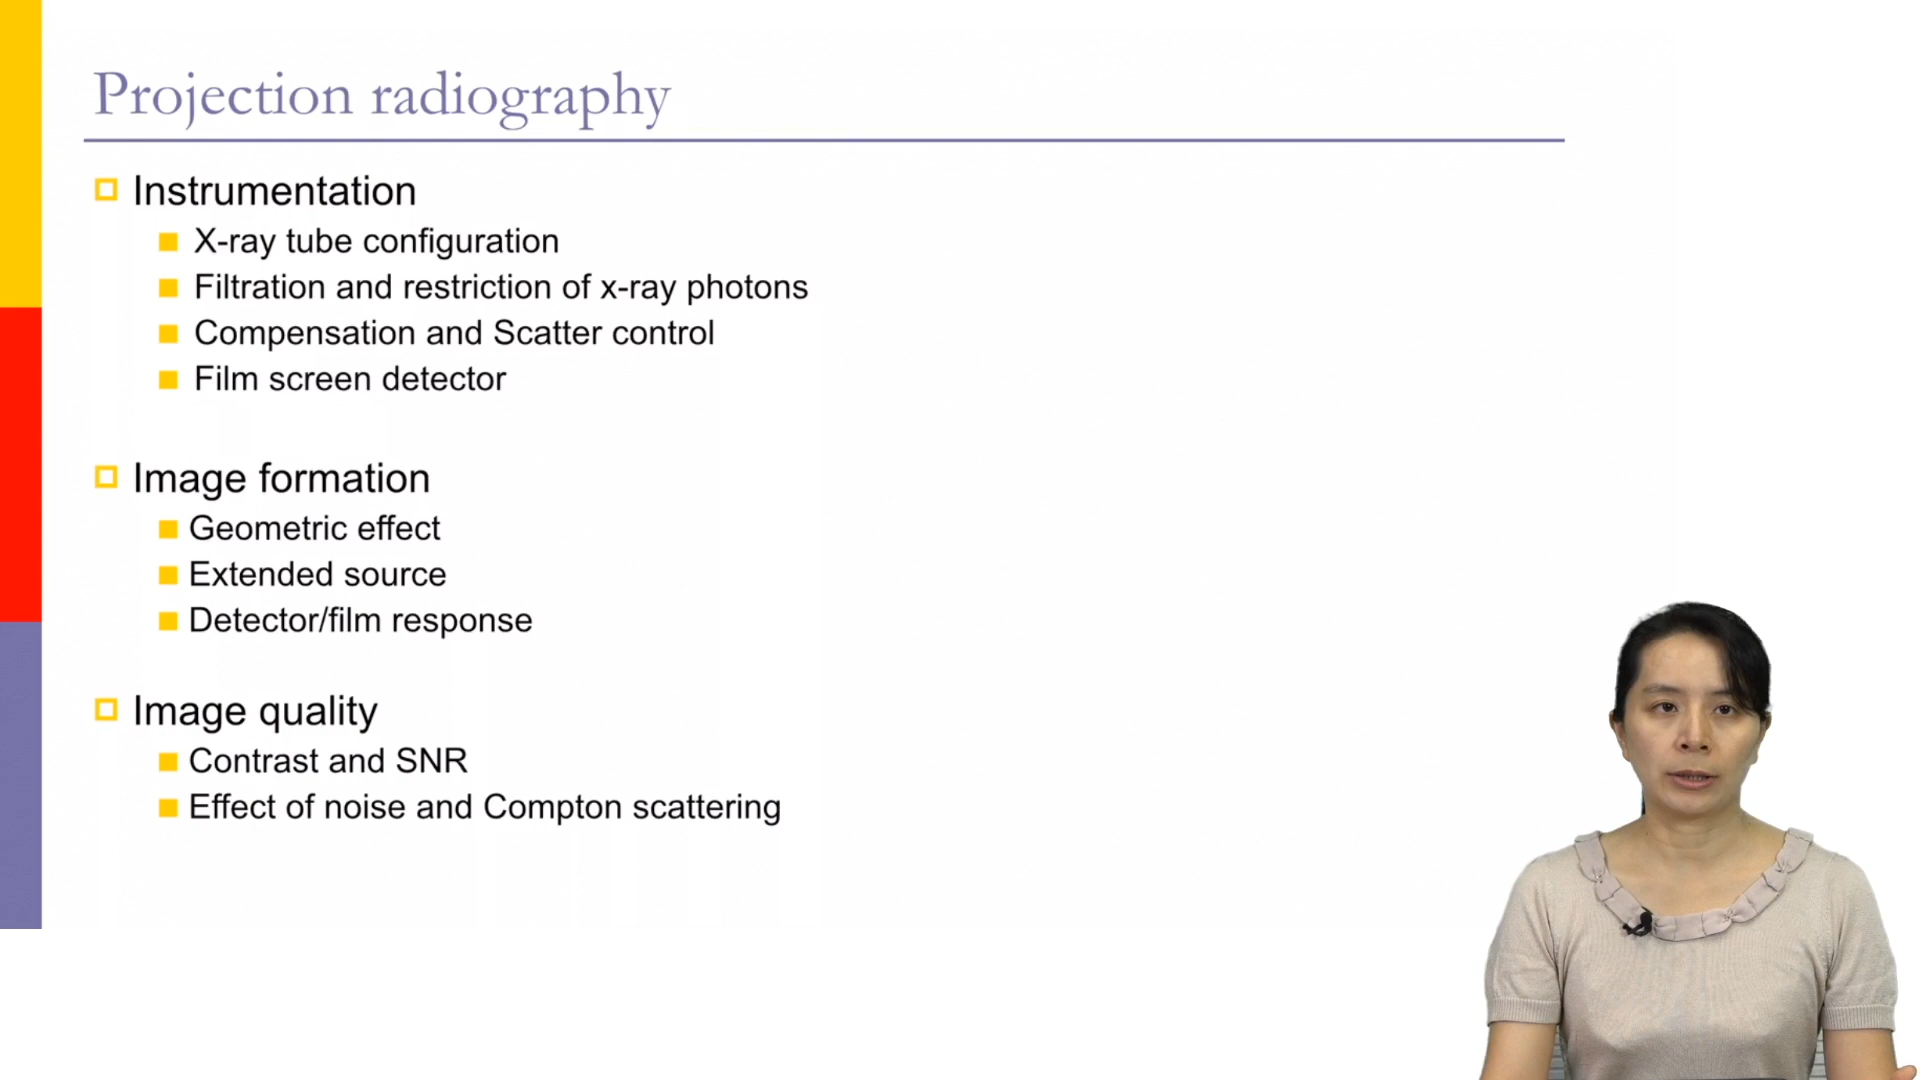 Projection radiography
Instrumentation
X-ray tube configuration
Filtration and restriction of x-ray photons
Compensation and Scatter control
Film screen detector
Image formation
Geometric effect
Extended source
Detector/film response
Image quality
Contrast and SNR
Effect of noise and Compton scattering